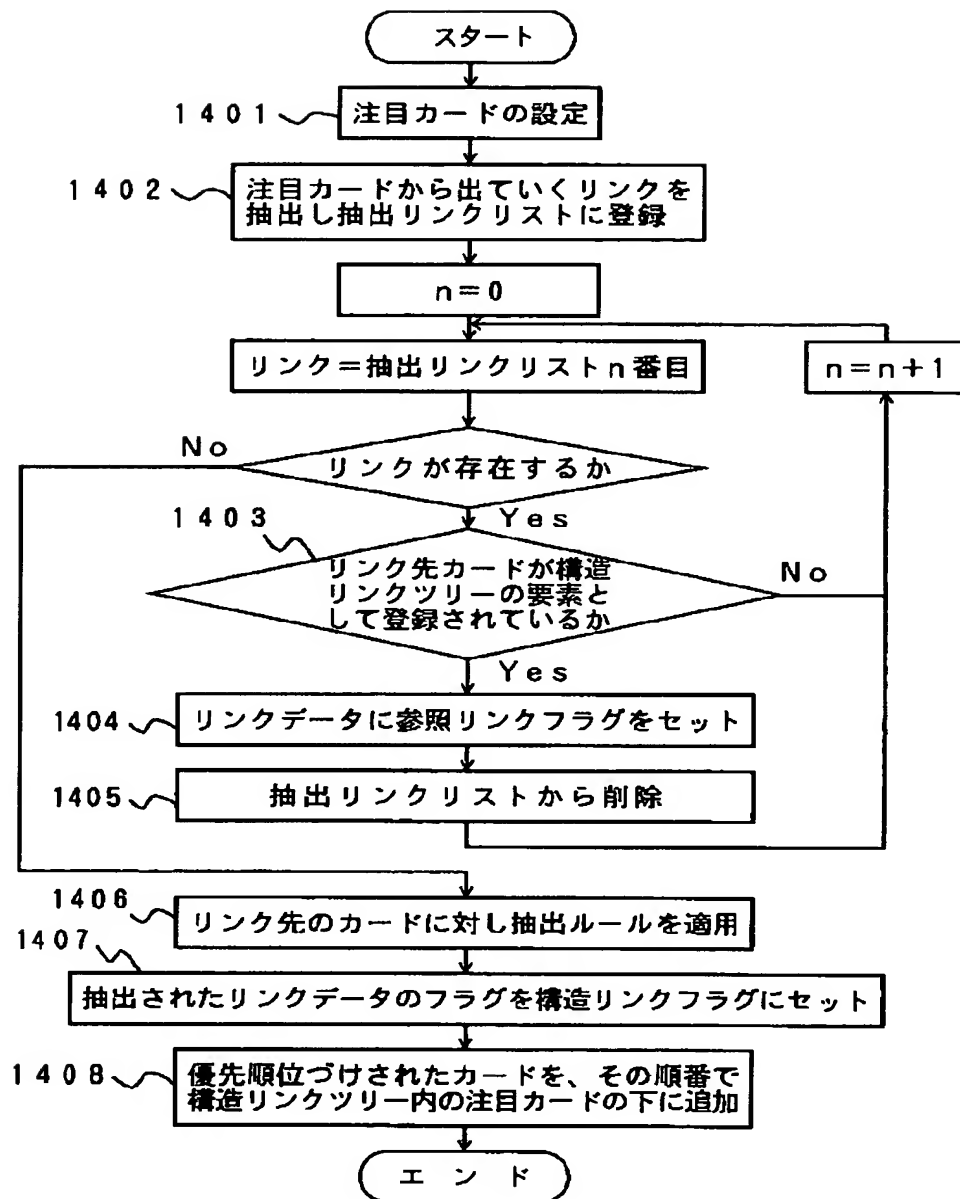 スタート
1401
注目カードの設定
1402
注目カードから出ていくリンクを
抽出し抽出リンクリストに登録
n=0
リンク=抽出リンクリストn番目
n=n+1
No
リンクが存在するか
Yes
1403
リンク先カードが構造
リンクツリーの要素と
して登録されているか
No
Yes
1404
リンクデータに参照リンクフラグをセット
1405
抽出リンクリストから削除
1406
リンク先のカードに対し抽出ルールを適用
1407
抽出されたリンクデータのフラグを構造リンクフラグにセット
1408
優先順位づけされたカードを、その順番で
構造リンクツリー内の注目カードの下に追加
エンド